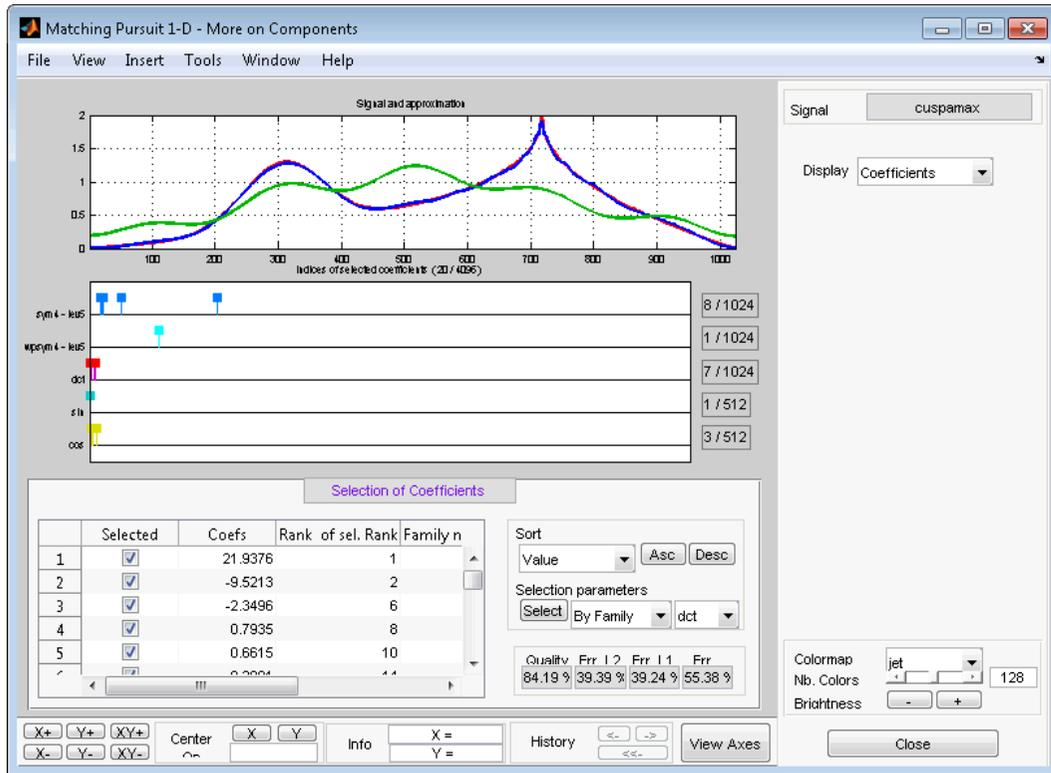 Matching Pursuit 1-D - More on Components
File View Insert Tools Window Help
Signal and approximation
2
1.5
1
0.5
0
100 200 300 400 500 600 700 800 900 1000
Indices of selected coefficients (20 / 4096)
sym4 - lev5
8 / 1024
wpsym4 - lev5
1 / 1024
dct
7 / 1024
sin
1 / 512
cos
3 / 512
Signal cuspamax
Display Coefficients
Selection of Coefficients
Selected Coefs Rank of sel. Rank Family n
1 21.9376 1
2 -9.5213 2
3 -2.3496 6
4 0.7935 8
5 0.6615 10
Sort
Value Asc Desc
Selection parameters
Select By Family dct
Quality Err. L2 Err. L1 Err.
84.19 % 39.39 % 39.24 % 55.38 %
Colormap jet
Nb. Colors 128
Brightness - +
X+ Y+ XY+
X- Y- XY-
Center X Y
On
Info X =
Y =
History <- ->
<<-
View Axes
Close